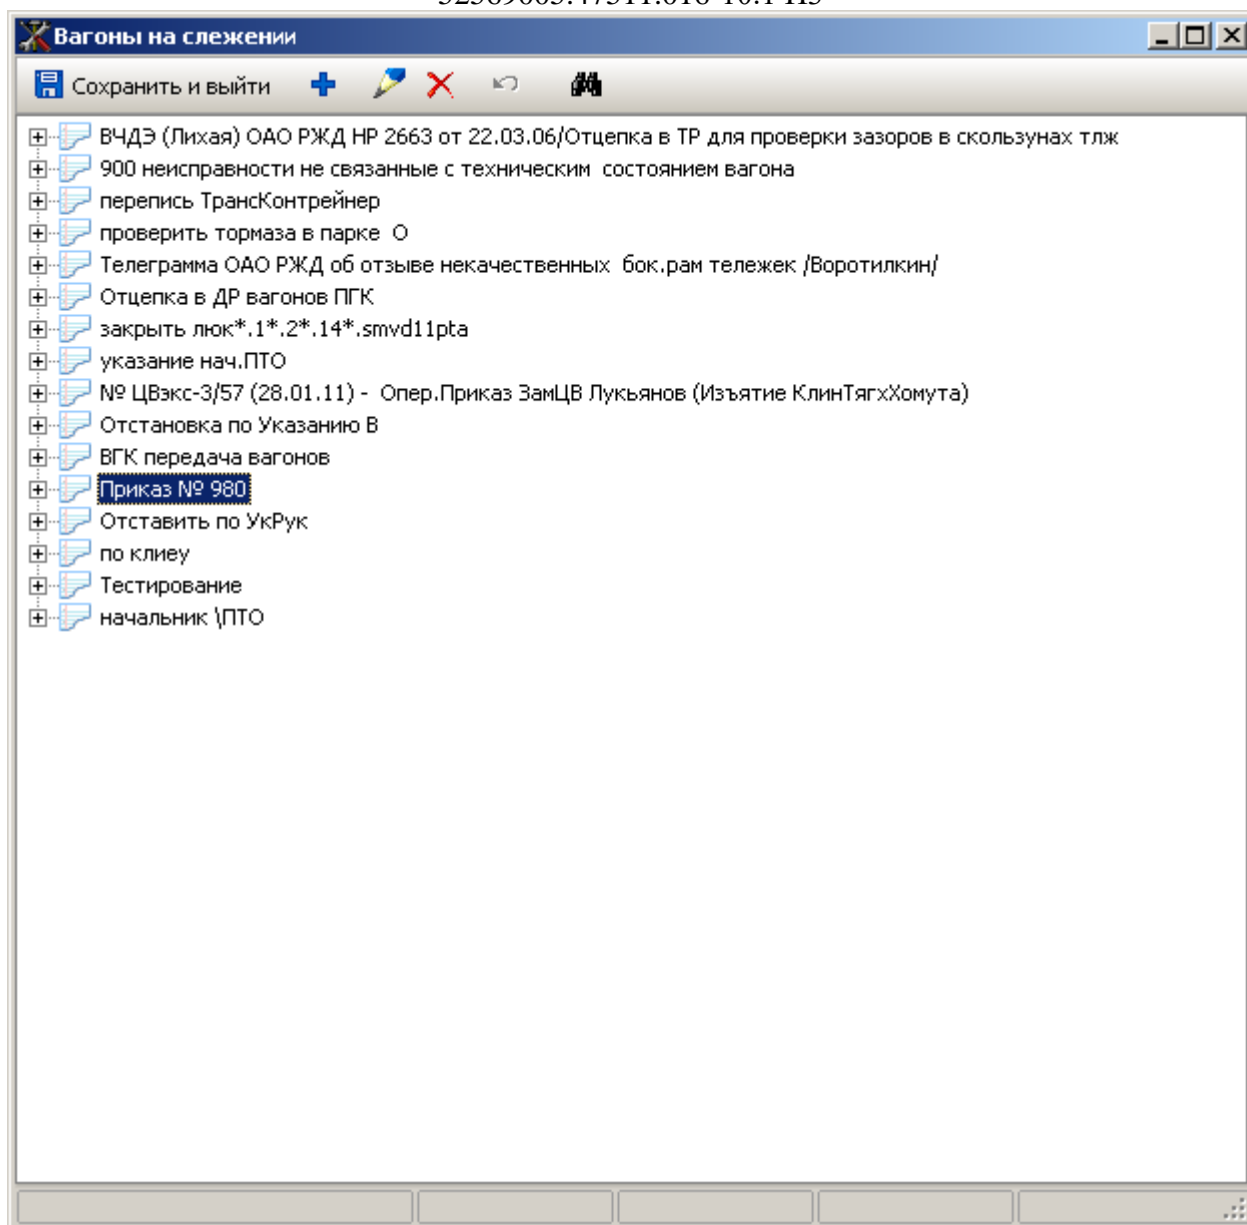 Вагоны на слежении
Сохранить и выйти
ВЧДЭ (Лихая) ОАО РЖД НР 2663 от 22.03.06/Отцепка в ТР для проверки зазоров в скользунах тлж
900 неисправности не связанные с техническим состоянием вагона
перепись ТрансКонтрейнер
проверить тормаза в парке О
Телеграмма ОАО РЖД об отзыве некачественных бок.рам тележек /Воротилкин/
Отцепка в ДР вагонов ПГК
закрыть люк*.1*.2*.14*.smvd11pta
указание нач.ПТО
№ ЦВэкс-3/57 (28.01.11) - Опер.Приказ ЗамЦВ Лукьянов (Изъятие КлинТягхХомута)
Отстановка по Указанию В
ВГК передача вагонов
Приказ № 980
Отставить по УкРук
по клиеу
Тестирование
начальник \ПТО